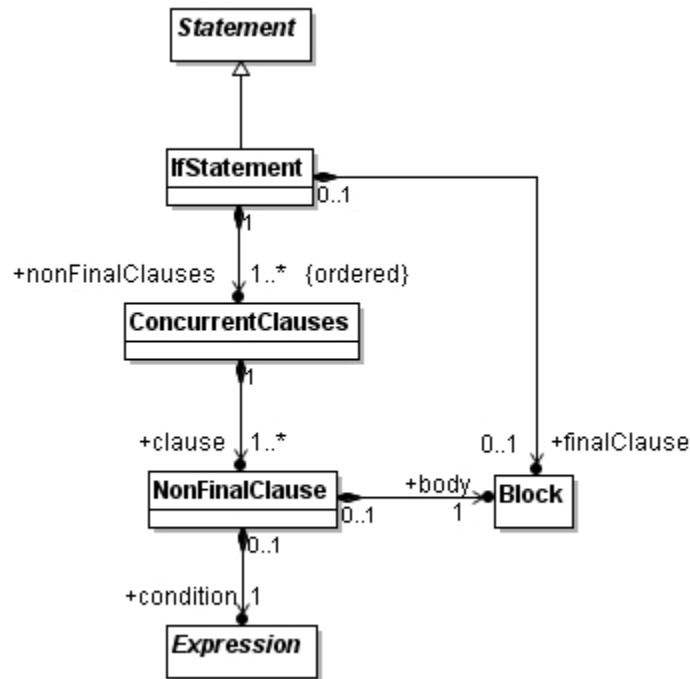 Statement
IfStatement
0..1
1
+nonFinalClauses 1..* {ordered}
ConcurrentClauses
1
+clause 1..*
0..1 +finalClause
NonFinalClause
+body
Block
0..1
1
0..1
+condition 1
Expression